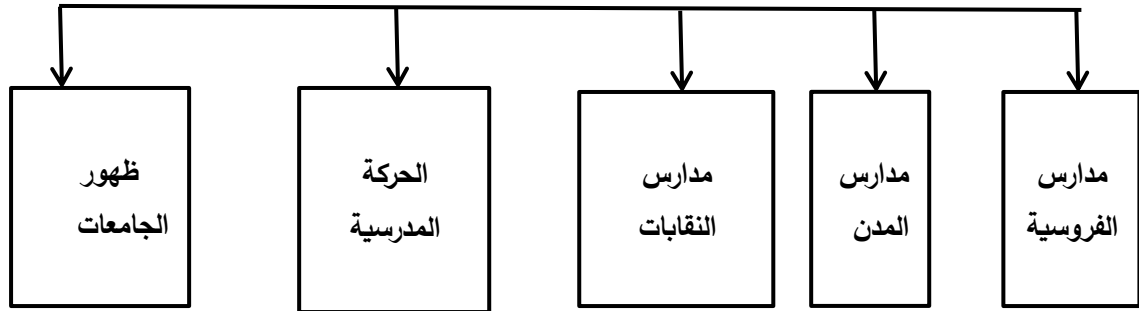 مدارس
الفروسية
مدارس
المدن
مدارس
النقابات
الحركة
المدرسية
ظهور
الجامعات